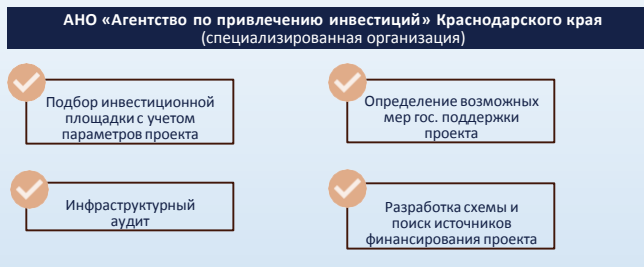 АНО «Агентство по привлечению инвестиций» Краснодарского края
(специализированная организация)
Подбор инвестиционной
площадки с учетом
параметров проекта
Определение возможных
мер гос. поддержки
проекта
Инфраструктурный
аудит
Разработка схемы и
поиск источников
финансирования проекта